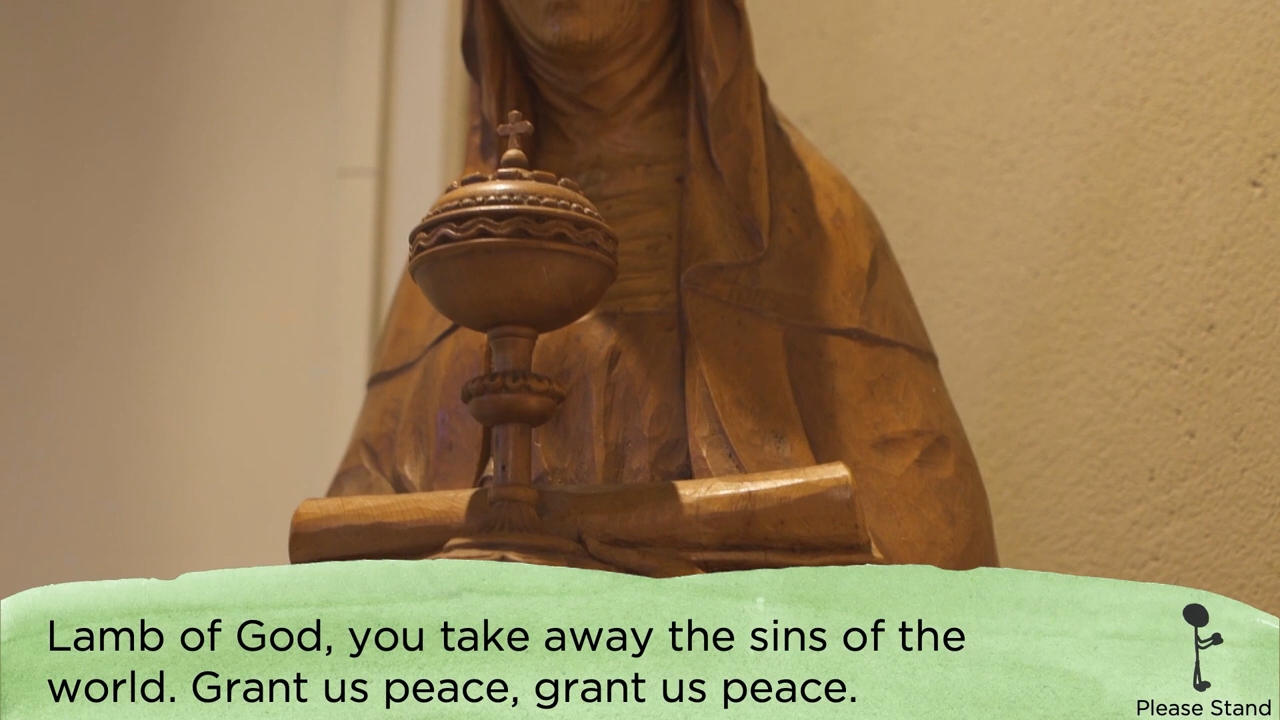 Lamb of God, you take away the sins of the
world. Grant us peace, grant us peace.
Please Stand